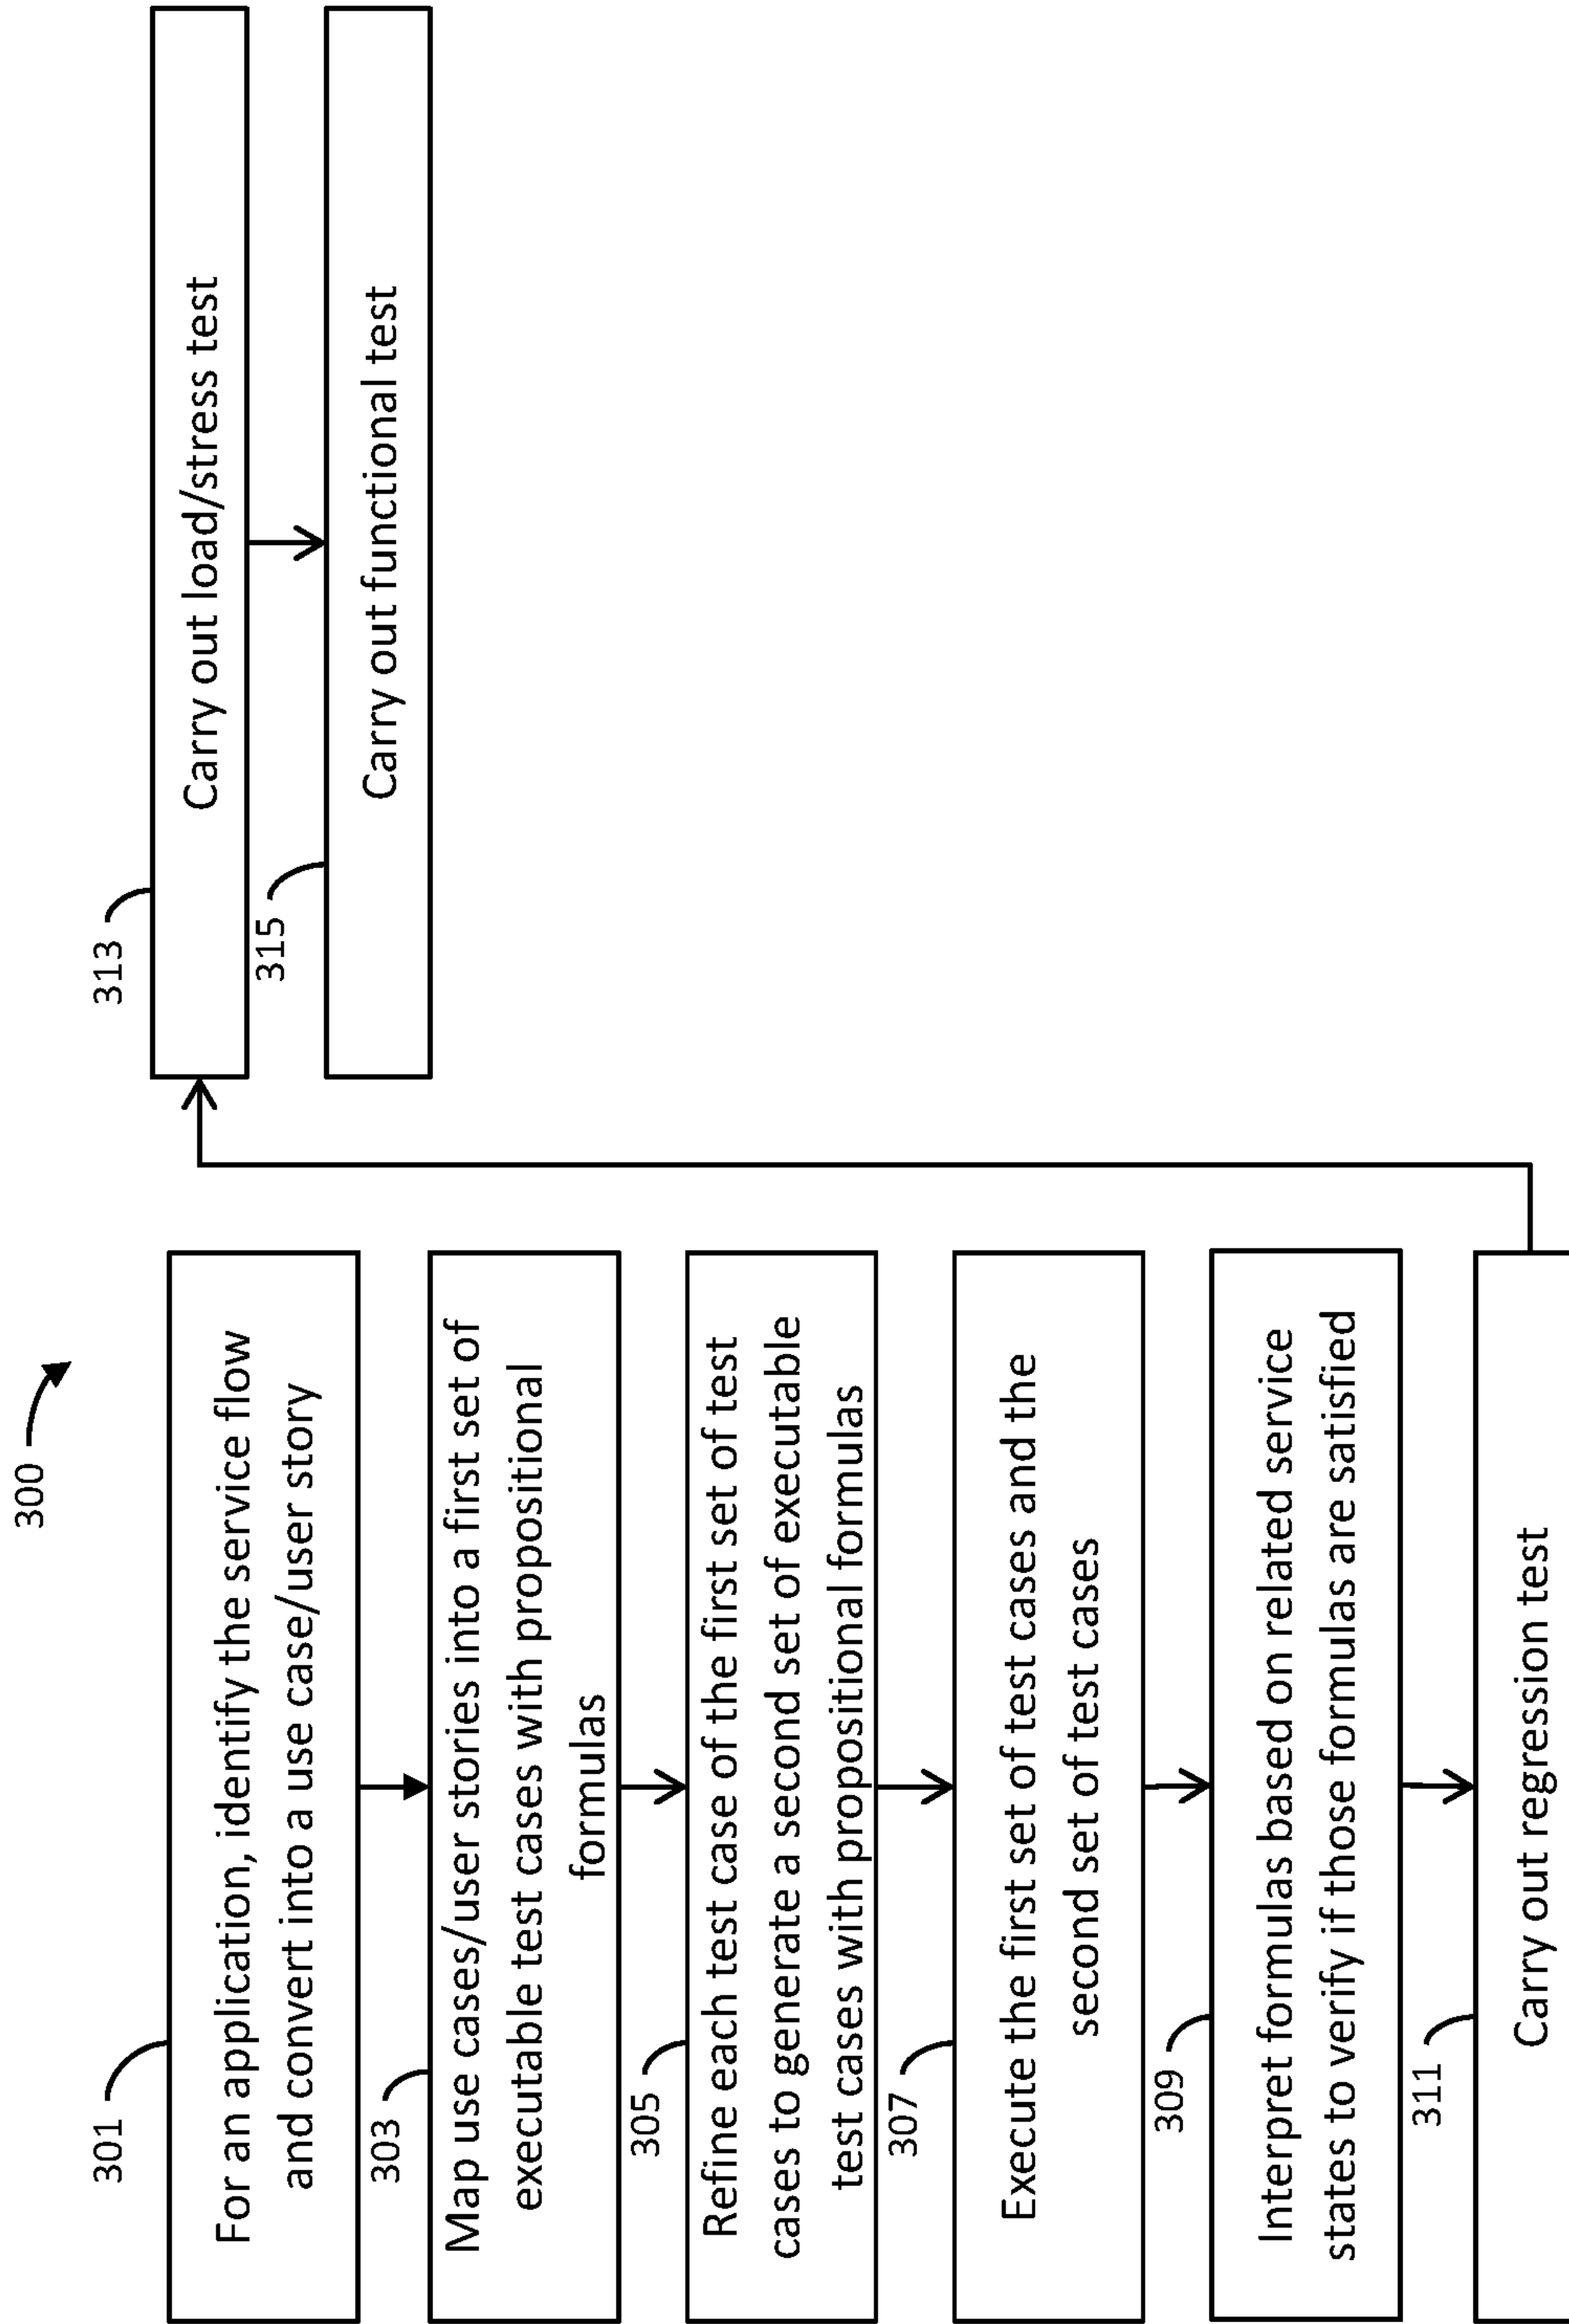 300
301
For an application, identify the service flow
and convert into a use case/user story
303
Map use cases/user stories into a first set of
executable test cases with propositional
formulas
305
Refine each test case of the first set of test
cases to generate a second set of executable
test cases with propositional formulas
307
Execute the first set of test cases and the
second set of test cases
309
Interpret formulas based on related service
states to verify if those formulas are satisfied
311
Carry out regression test
313
Carry out load/stress test
315
Carry out functional test